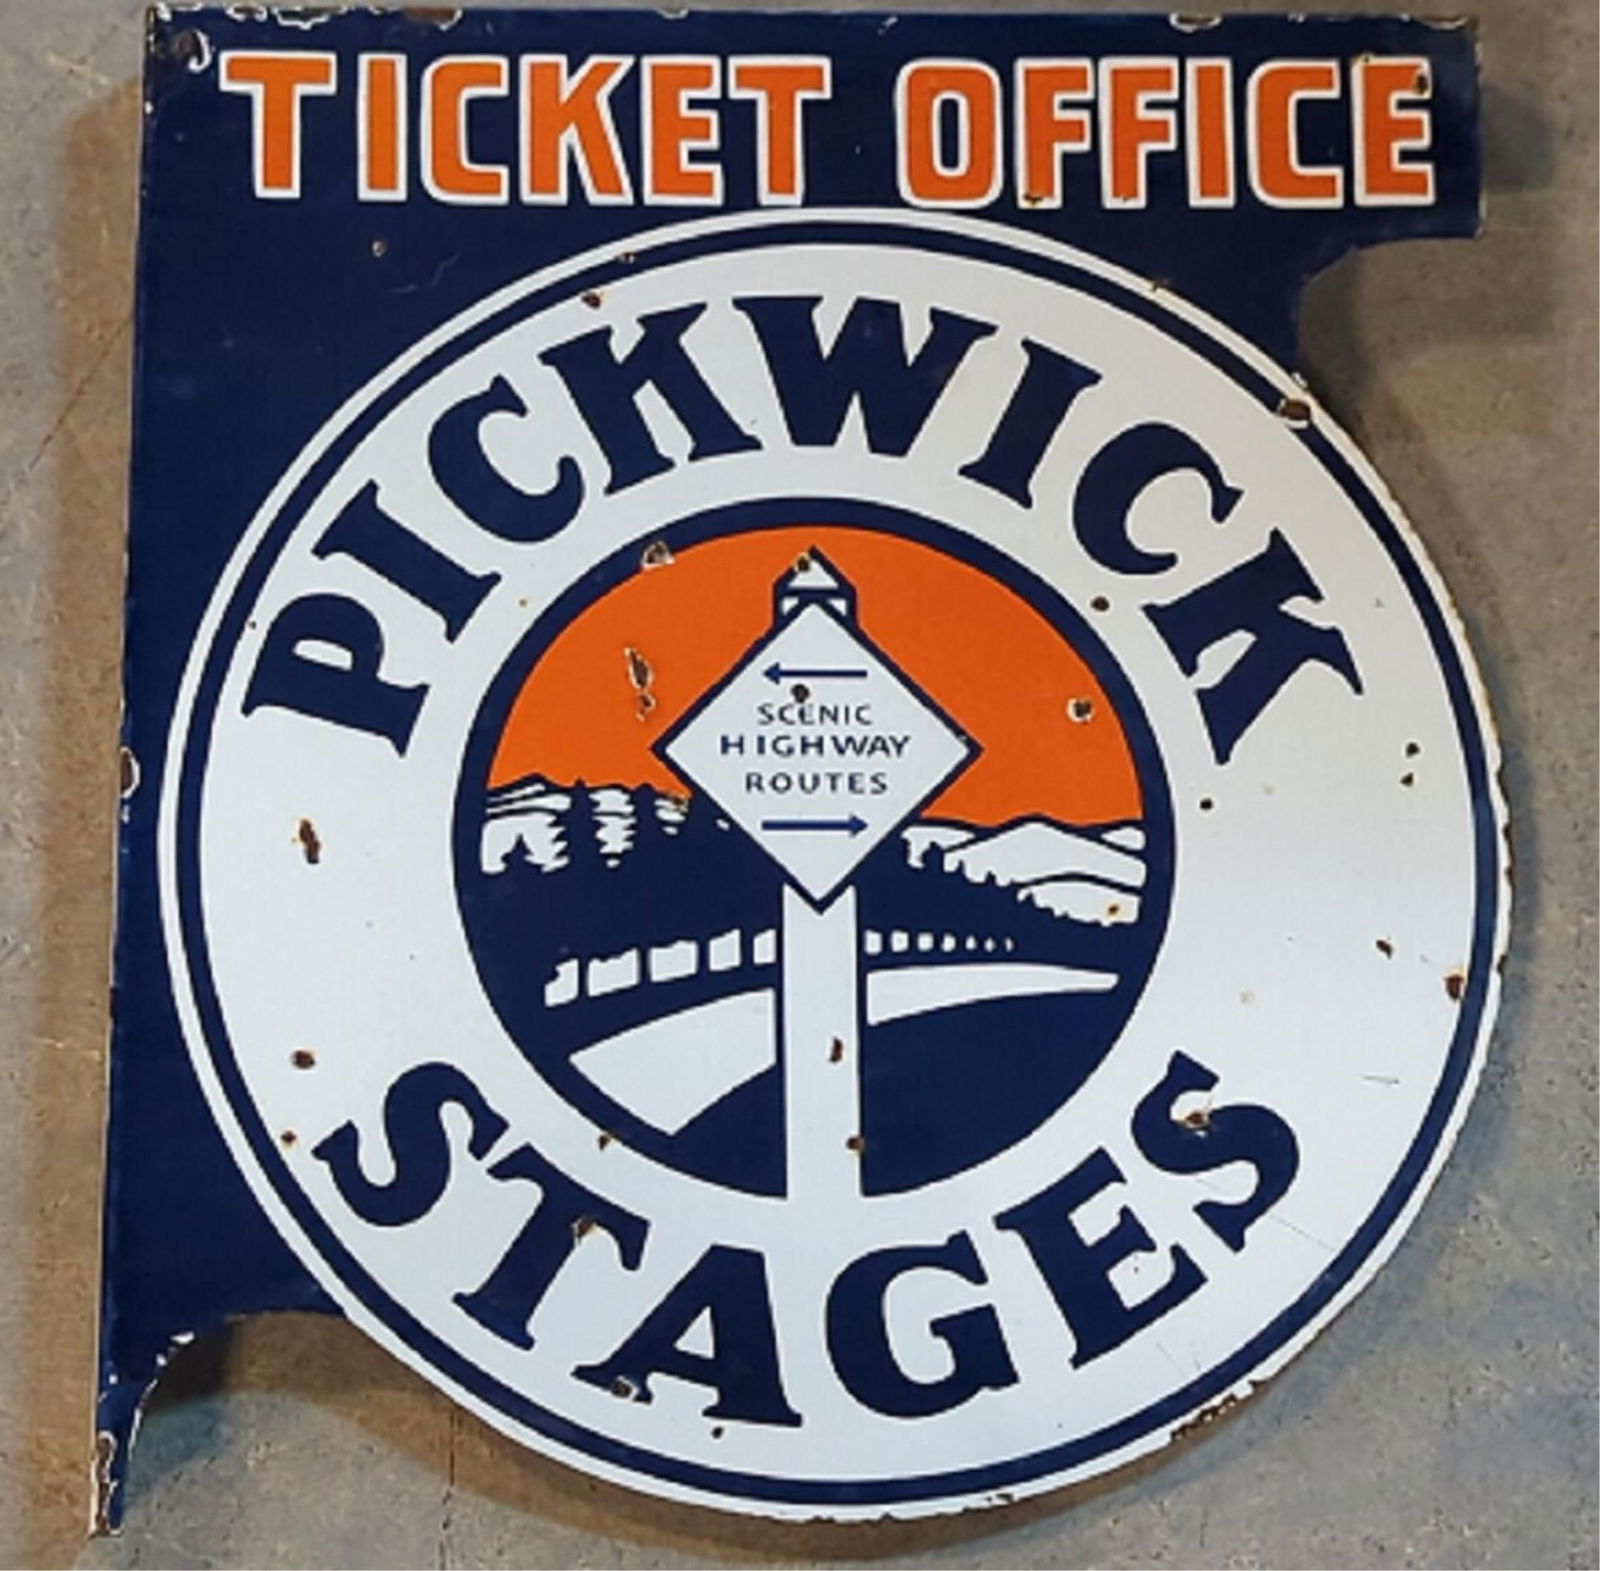 TICKET OFFICE
PICKWICK
SCENIC
HIGHWAY
ROUTES
STAGES